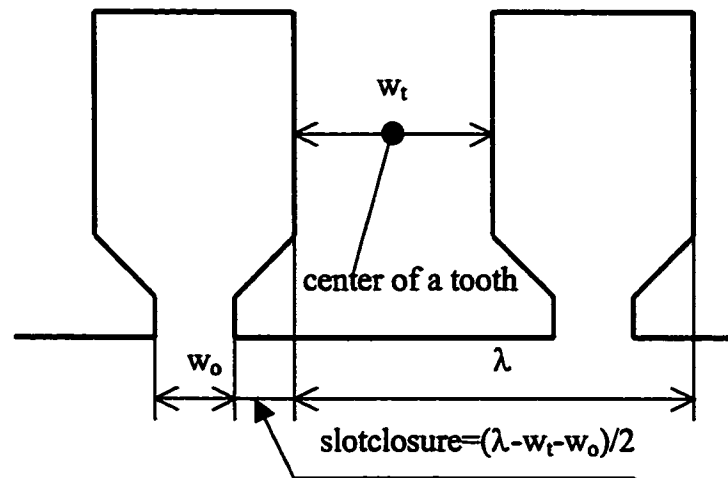 wₜ
center of a tooth
wₒ
λ
slotclosure=(λ-wₜ-wₒ)/2